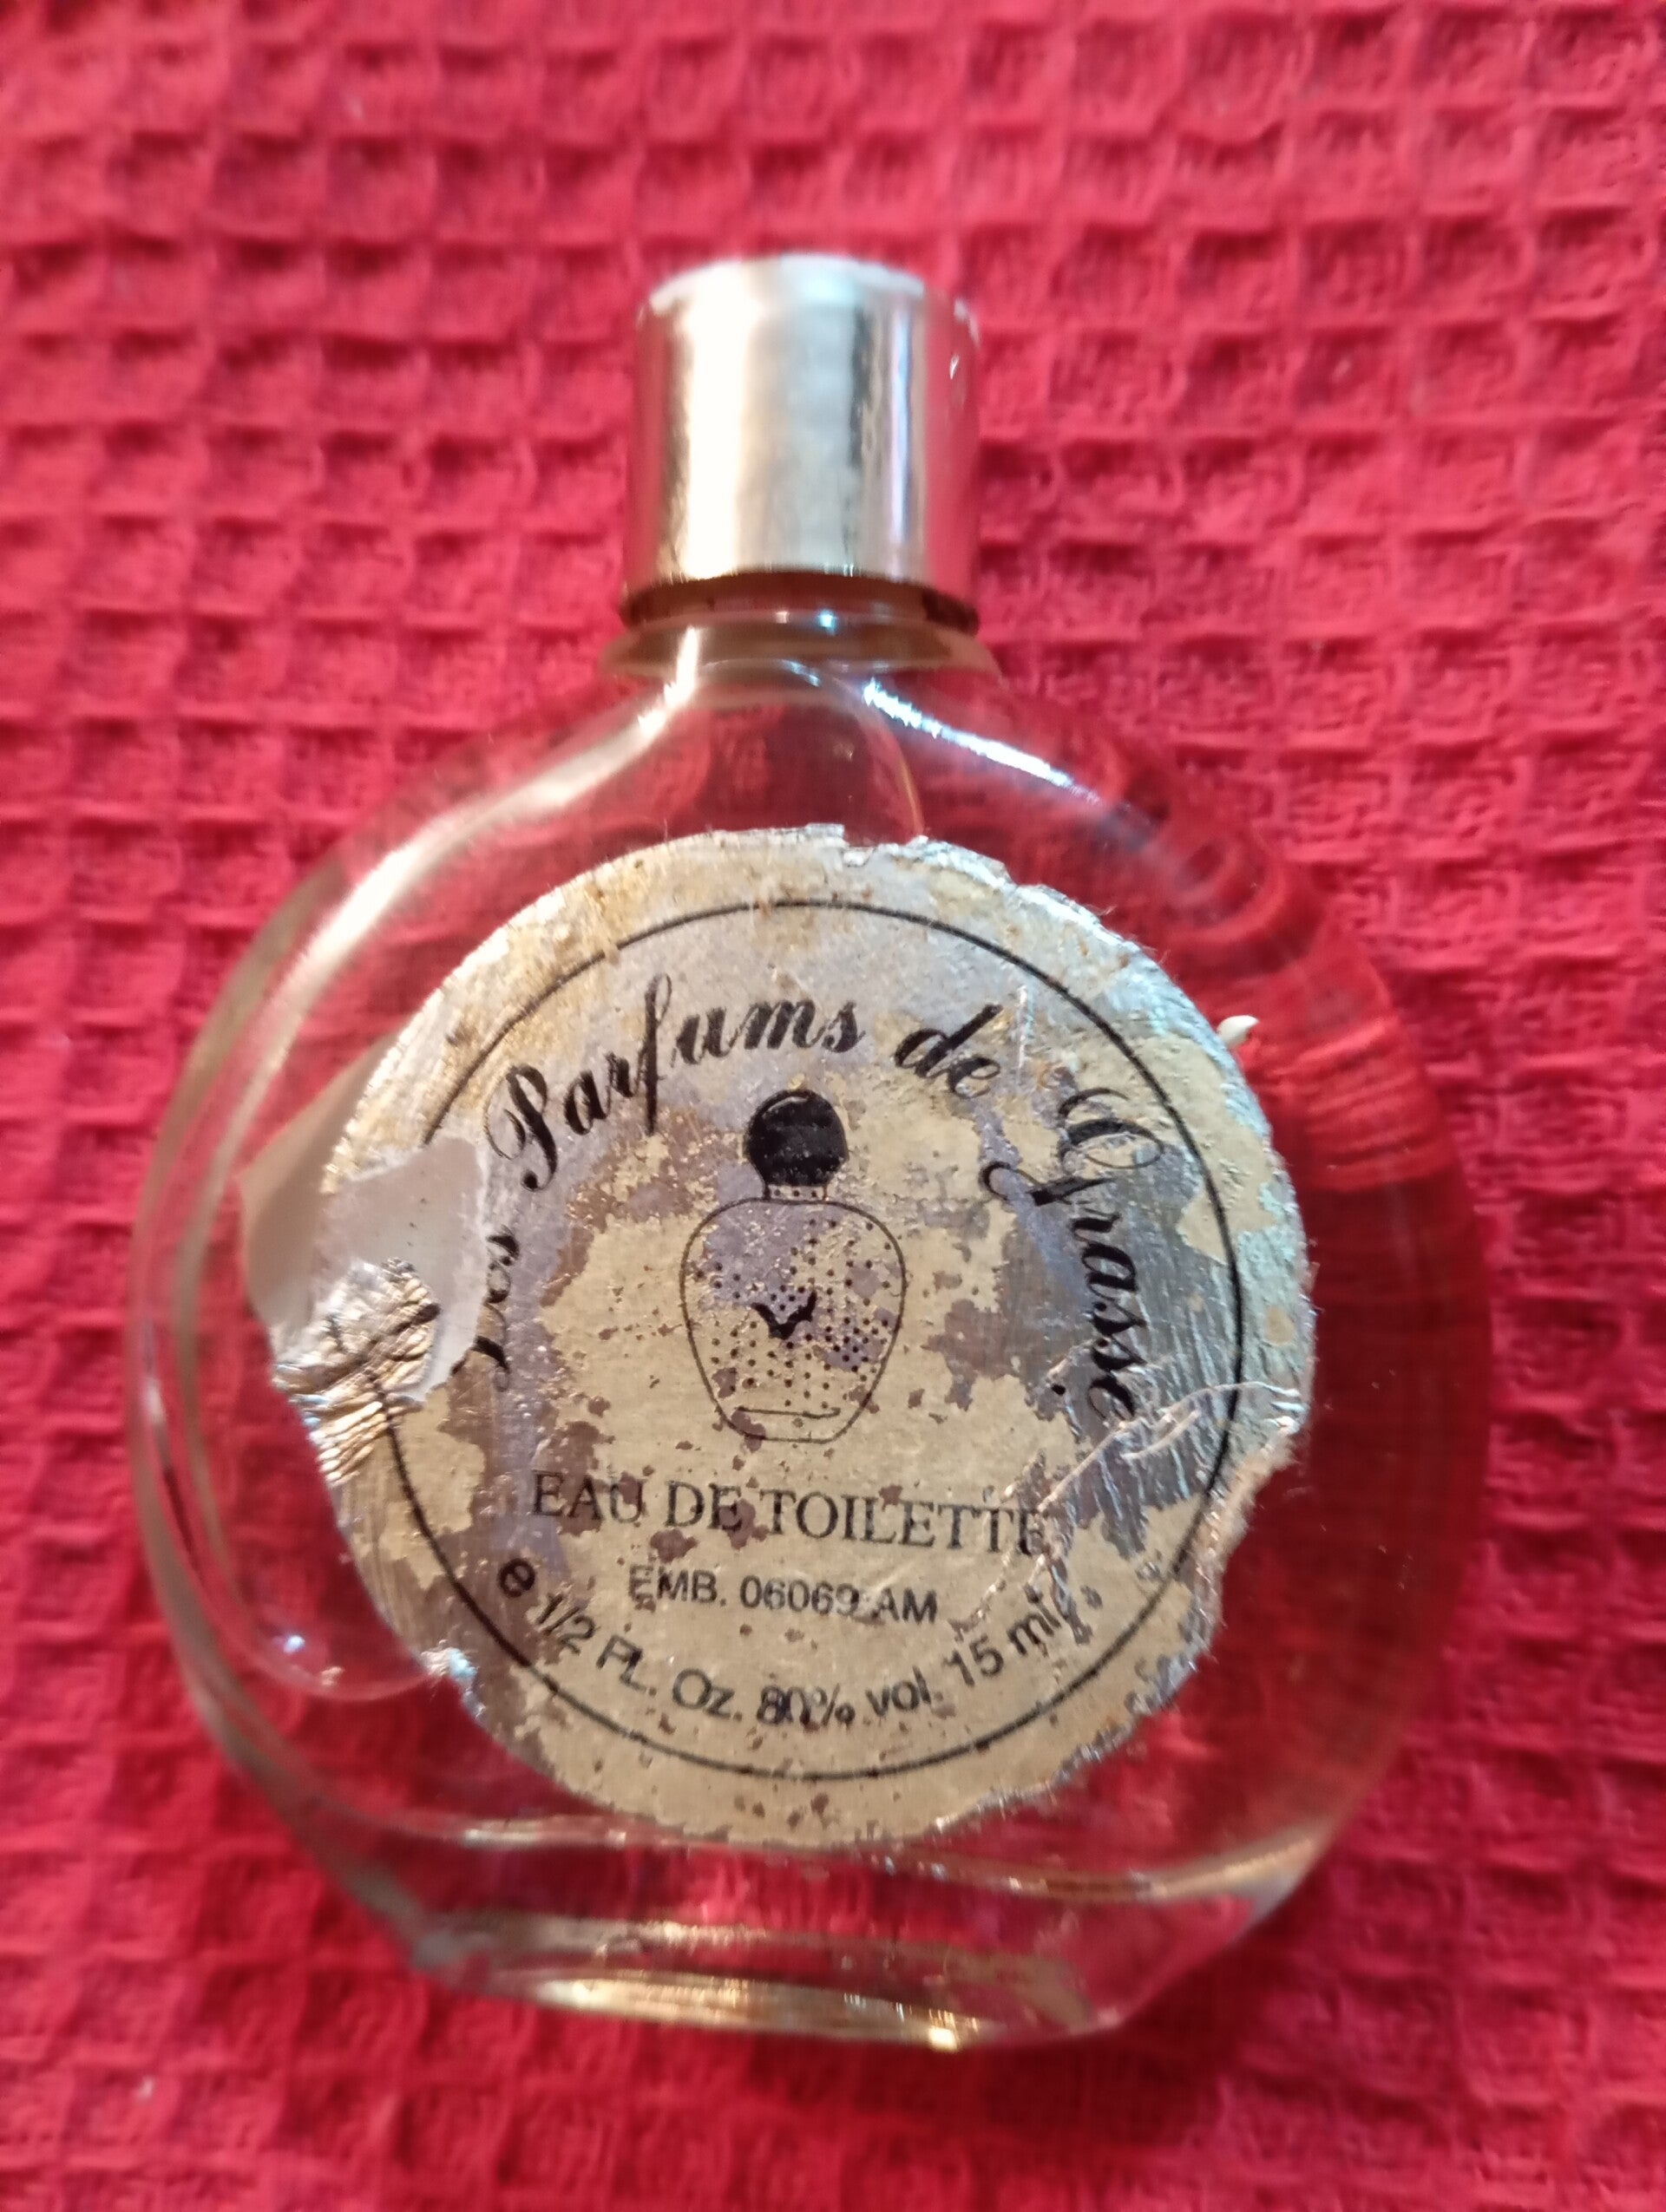 Les Parfums de Grasse
EAU DE TOILETTE
EMB. 06069 AM
e 1/2 FL. Oz. 80% vol. 15 ml